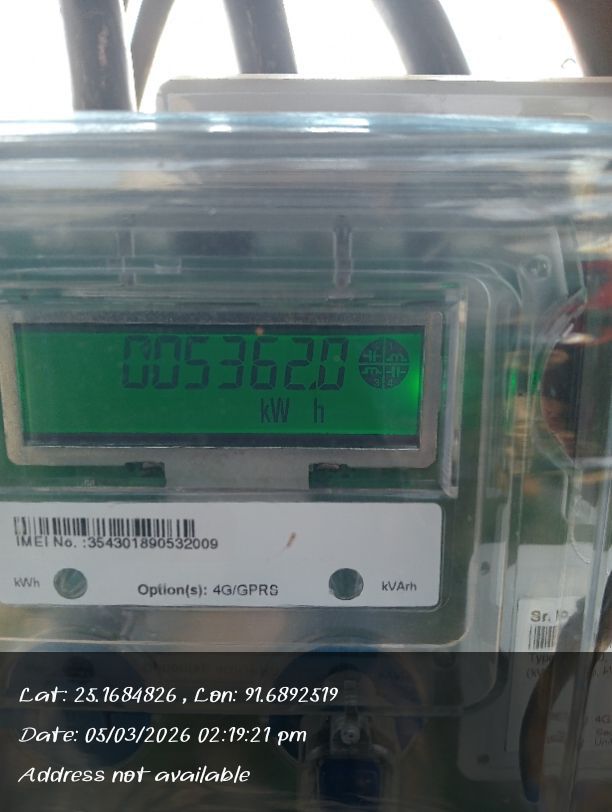 005362.0
kW h
IMEI No. :354301890532009
kWh
Option(s): 4G/GPRS
kVArh
Lat: 25.1684826 , Lon: 91.6892519
Date: 05/03/2026 02:19:21 pm
Address not available